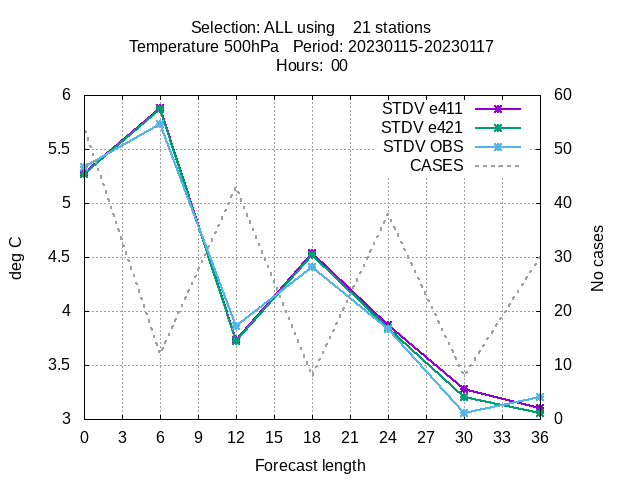 Selection: ALL using 21 stations
Temperature 500hPa Period: 20230115-20230117
Hours: 00
6
5.5
5
4.5
4
3.5
3
deg C
STDV e411
STDV e421
STDV OBS
CASES
60
50
40
30
20
10
0
No cases
0 3 6 9 12 15 18 21 24 27 30 33 36
Forecast length